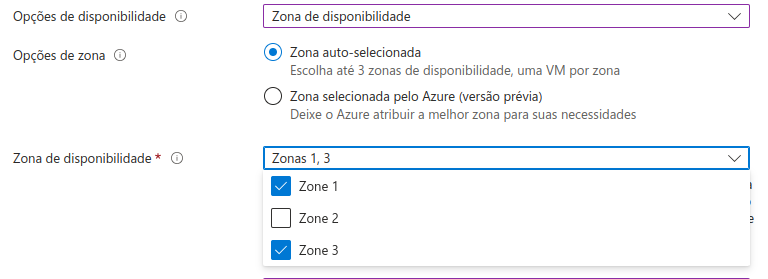 Opções de disponibilidade
Zona de disponibilidade
Opções de zona
Zona auto-selecionada
Escolha até 3 zonas de disponibilidade, uma VM por zona
Zona selecionada pelo Azure (versão prévia)
Deixe o Azure atribuir a melhor zona para suas necessidades
Zona de disponibilidade *
Zonas 1, 3
Zone 1
Zone 2
Zone 3